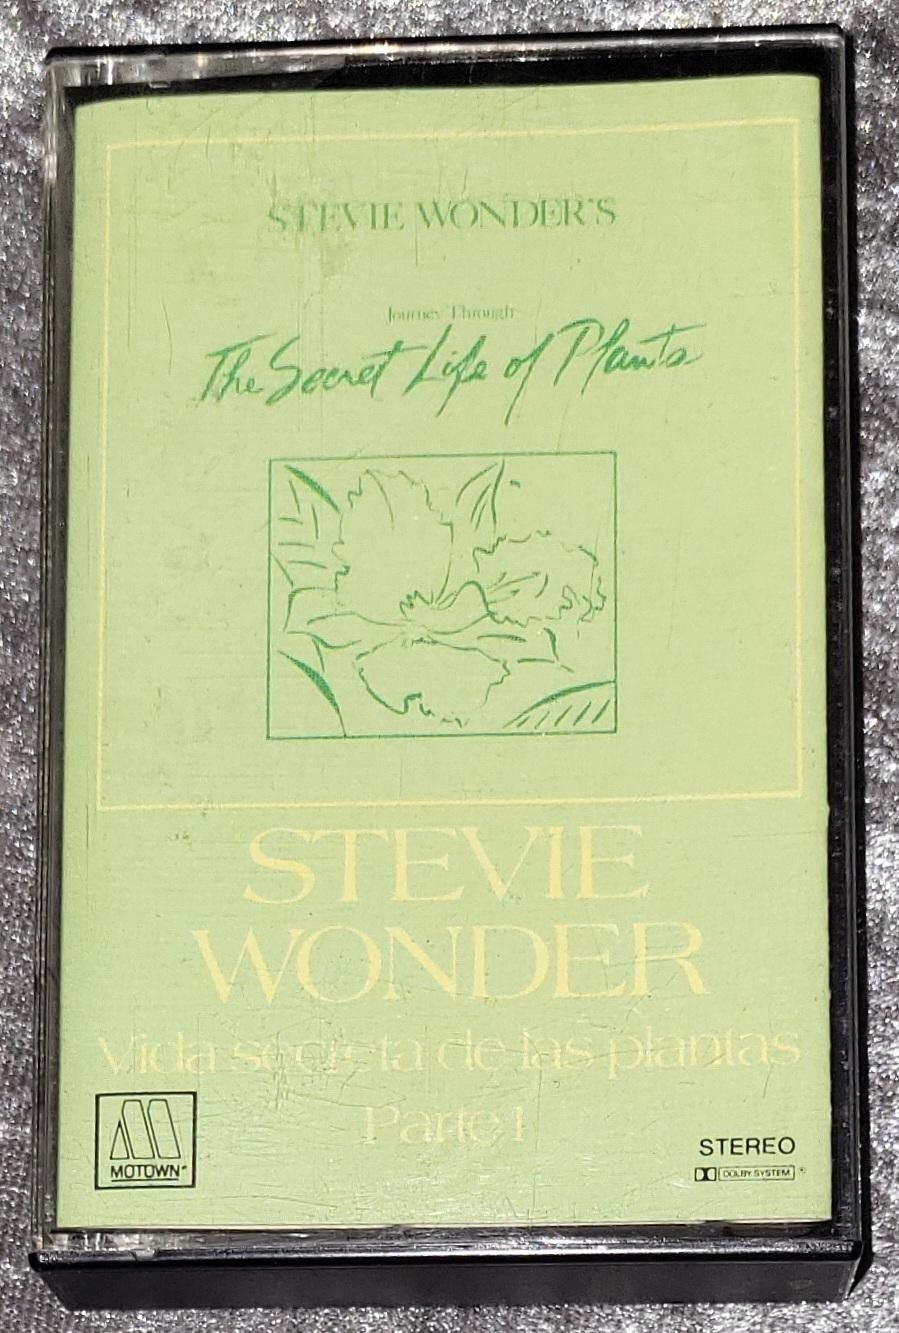 STEVIE WONDER'S
Journey Through
The Secret Life of Plants
STEVIE
WONDER
Vida secreta de las plantas
Parte I
MOTOWN
STEREO
DOLBY SYSTEM